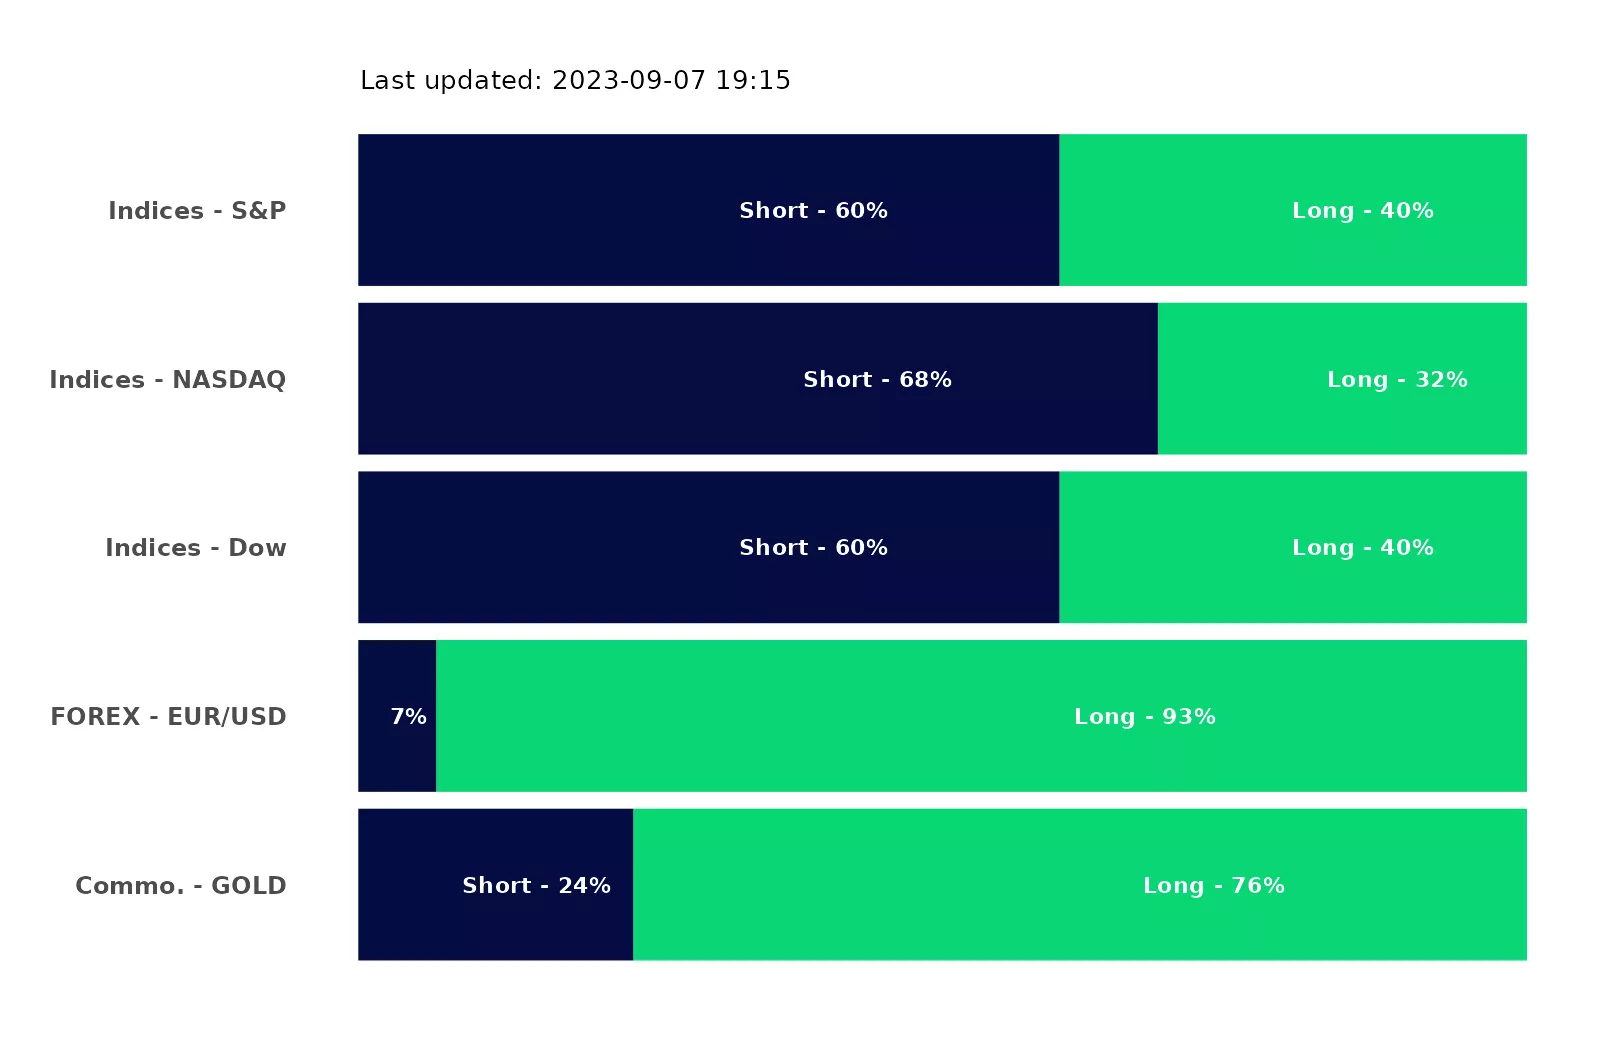 Last updated: 2023-09-07 19:15
Indices - S&P Short - 60% Long - 40%
Indices - NASDAQ Short - 68% Long - 32%
Indices - Dow Short - 60% Long - 40%
FOREX - EUR/USD 7% Long - 93%
Commo. - GOLD Short - 24% Long - 76%